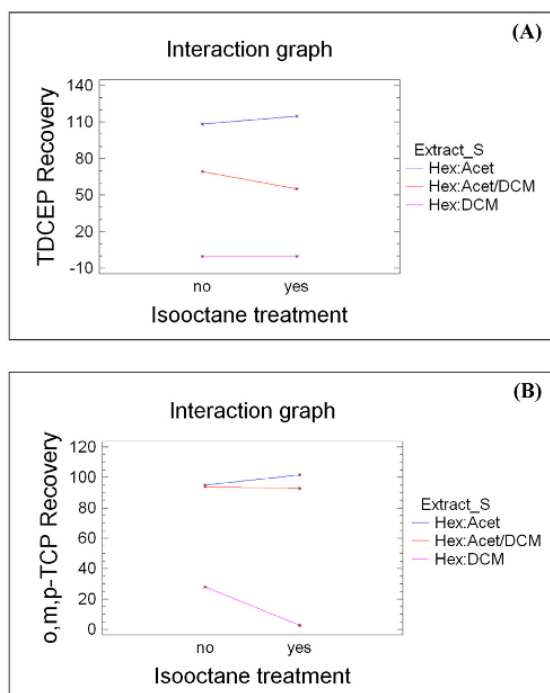 (A)
Interaction graph
TDCEP Recovery
140
110
80
50
20
-10
no yes
Isooctane treatment
Extract_S
Hex:Acet
Hex:Acet/DCM
Hex:DCM
(B)
Interaction graph
o,m,p-TCP Recovery
120
100
80
60
40
20
0
no yes
Isooctane treatment
Extract_S
Hex:Acet
Hex:Acet/DCM
Hex:DCM